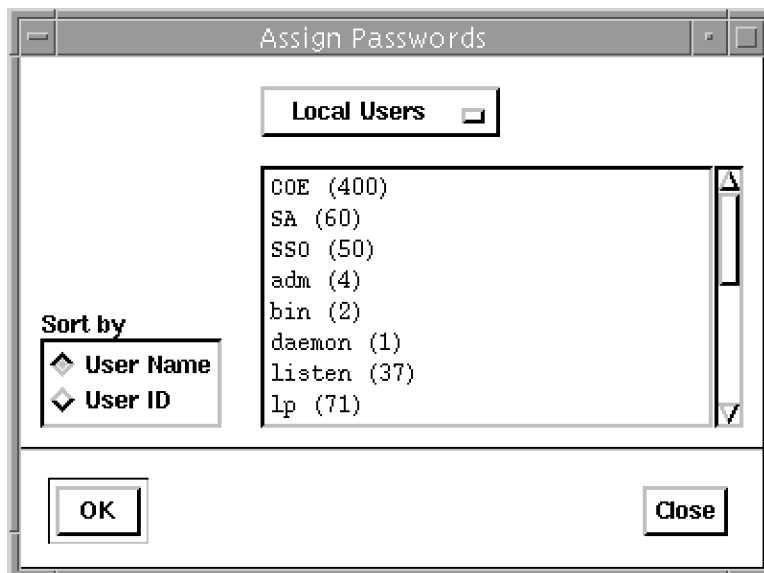 Assign Passwords
Local Users
COE (400)
SA (60)
SSO (50)
adm (4)
bin (2)
daemon (1)
listen (37)
lp (71)
Sort by
User Name
User ID
OK
Close